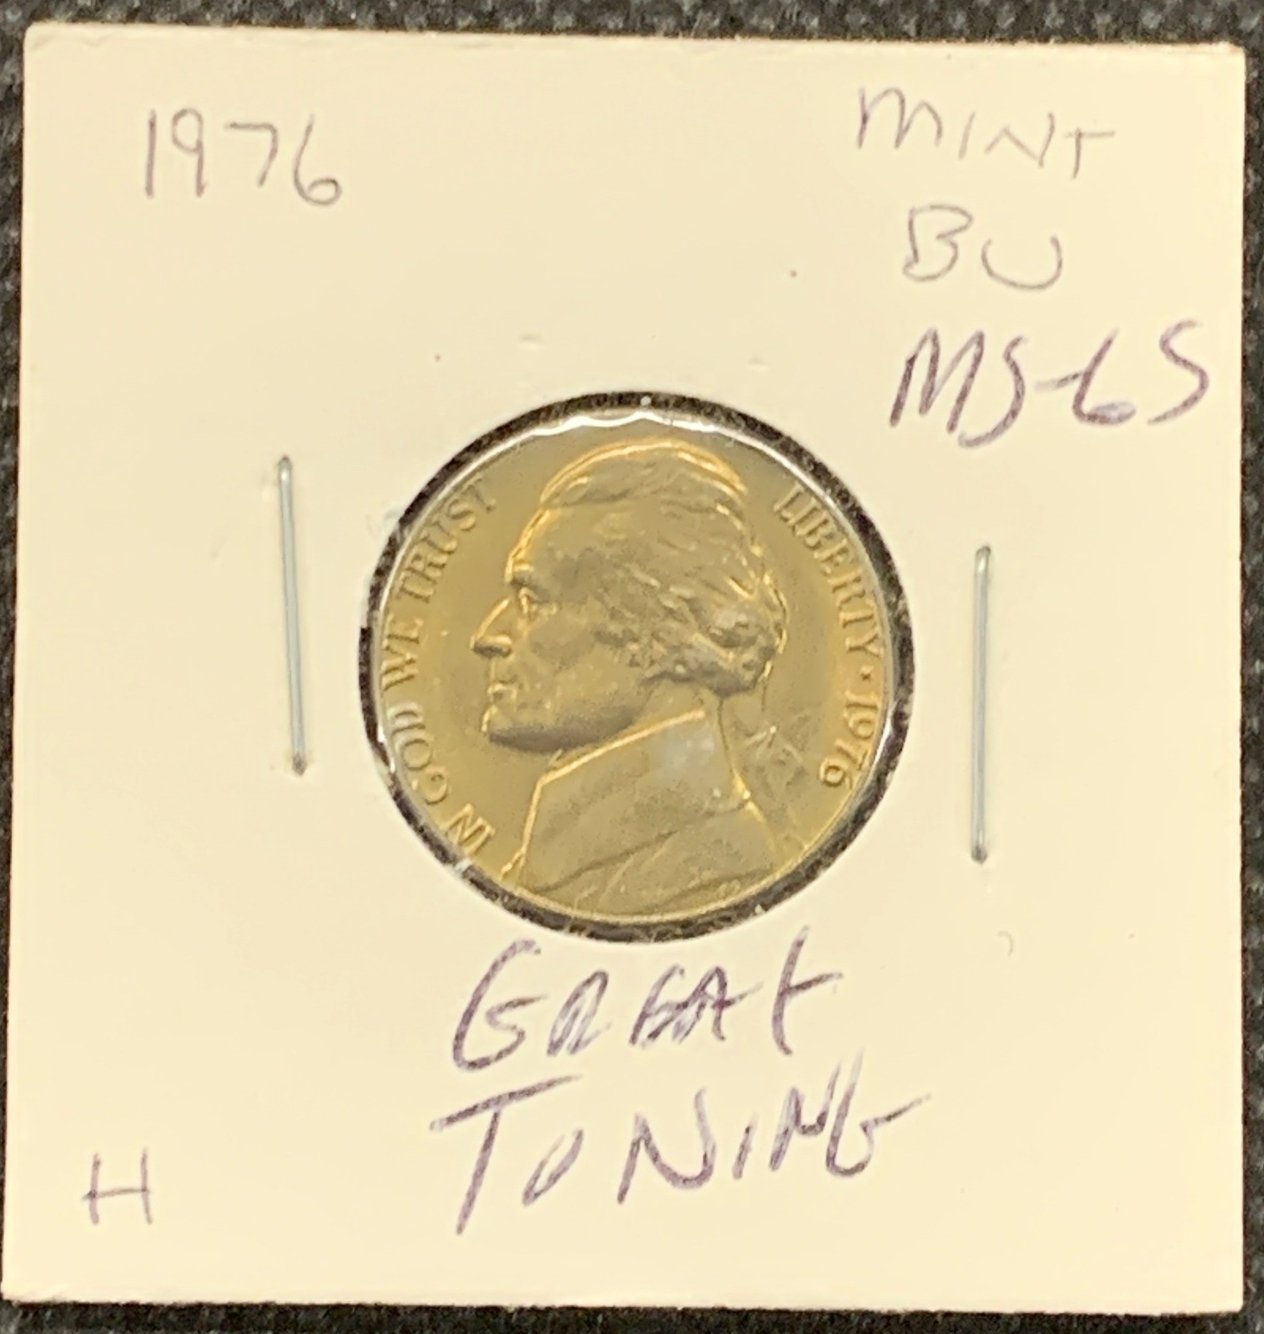 1976
MINT
BU
MS-65
IN GOD WE TRUST
LIBERTY · 1976
GREAt
TONING
H